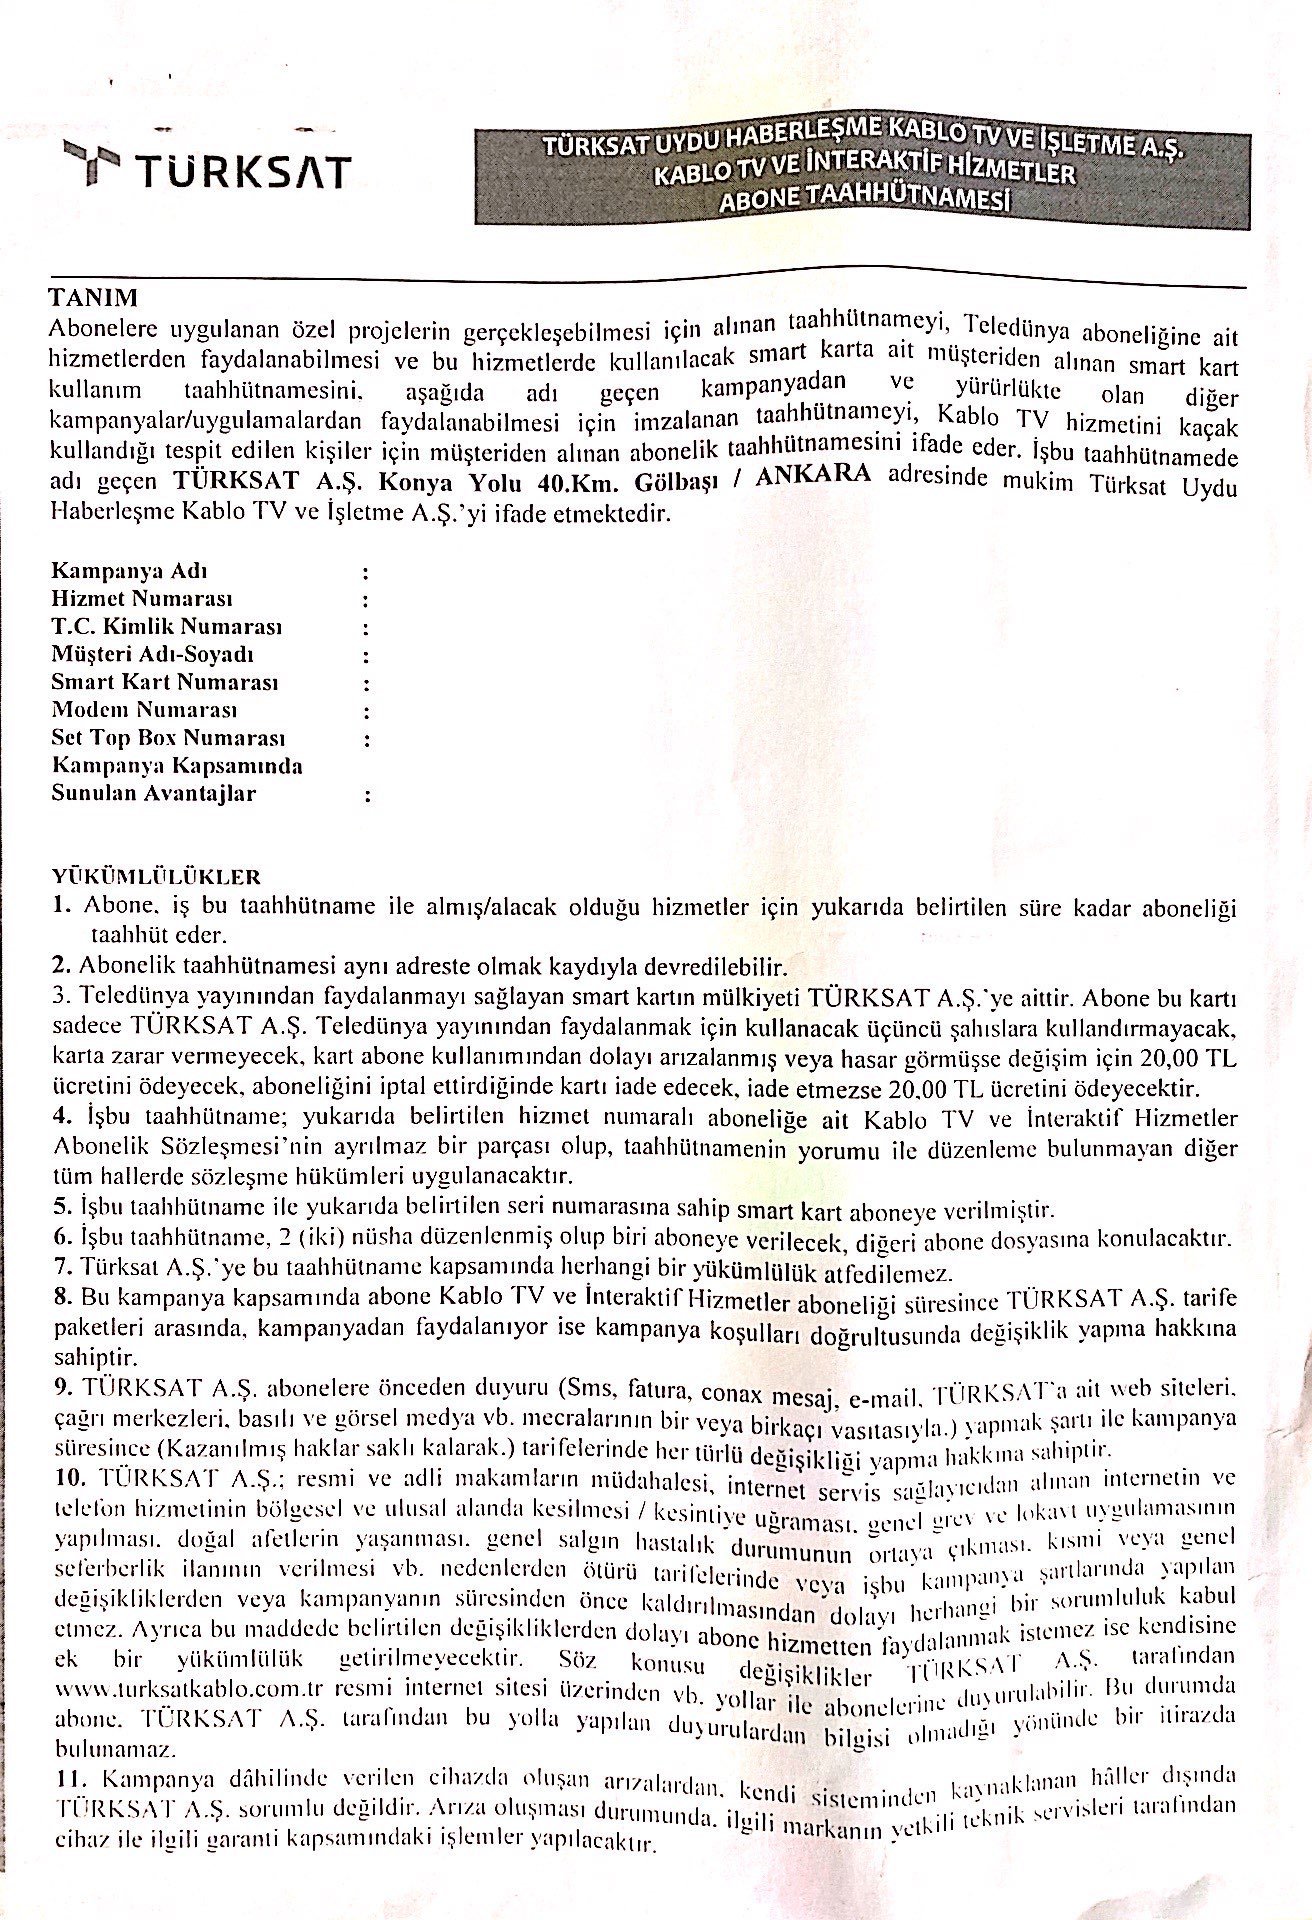 TÜRKSAT
TÜRKSAT UYDU HABERLEŞME KABLO TV VE İŞLETME A.Ş.
KABLO TV VE İNTERAKTİF HİZMETLER
ABONE TAAHHÜTNAMESİ
TANIM
Abonelere uygulanan özel projelerin gerçekleşebilmesi için alınan taahhütnameyi, Teledünya aboneliğine ait
hizmetlerden faydalanabilmesi ve bu hizmetlerde kullanılacak smart karta ait müşteriden alınan smart kart
kullanım taahhütnamesini, aşağıda adı geçen kampanyadan ve yürürlükte olan diğer
kampanyalar/uygulamalardan faydalanabilmesi için imzalanan taahhütnameyi, Kablo TV hizmetini kaçak
kullandığı tespit edilen kişiler için müşteriden alınan abonelik taahhütnamesini ifade eder. İşbu taahhütnamede
adı geçen TÜRKSAT A.Ş. Konya Yolu 40.Km. Gölbaşı / ANKARA adresinde mukim Türksat Uydu
Haberleşme Kablo TV ve İşletme A.Ş.'yi ifade etmektedir.
Kampanya Adı :
Hizmet Numarası :
T.C. Kimlik Numarası :
Müşteri Adı-Soyadı :
Smart Kart Numarası :
Modem Numarası :
Set Top Box Numarası :
Kampanya Kapsamında
Sunulan Avantajlar :
YÜKÜMLÜLÜKLER
1. Abone, iş bu taahhütname ile almış/alacak olduğu hizmetler için yukarıda belirtilen süre kadar aboneliği
taahhüt eder.
2. Abonelik taahhütnamesi aynı adreste olmak kaydıyla devredilebilir.
3. Teledünya yayınından faydalanmayı sağlayan smart kartın mülkiyeti TÜRKSAT A.Ş.'ye aittir. Abone bu kartı
sadece TÜRKSAT A.Ş. Teledünya yayınından faydalanmak için kullanacak üçüncü şahıslara kullandırmayacak,
karta zarar vermeyecek, kart abone kullanımından dolayı arızalanmış veya hasar görmüşse değişim için 20,00 TL
ücretini ödeyecek, aboneliğini iptal ettirdiğinde kartı iade edecek, iade etmezse 20,00 TL ücretini ödeyecektir.
4. İşbu taahhütname; yukarıda belirtilen hizmet numaralı aboneliğe ait Kablo TV ve İnteraktif Hizmetler
Abonelik Sözleşmesi'nin ayrılmaz bir parçası olup, taahhütnamenin yorumu ile düzenleme bulunmayan diğer
tüm hallerde sözleşme hükümleri uygulanacaktır.
5. İşbu taahhütname ile yukarıda belirtilen seri numarasına sahip smart kart aboneye verilmiştir.
6. İşbu taahhütname, 2 (iki) nüsha düzenlenmiş olup biri aboneye verilecek, diğeri abone dosyasına konulacaktır.
7. Türksat A.Ş.'ye bu taahhütname kapsamında herhangi bir yükümlülük atfedilemez.
8. Bu kampanya kapsamında abone Kablo TV ve İnteraktif Hizmetler aboneliği süresince TÜRKSAT A.Ş. tarife
paketleri arasında, kampanyadan faydalanıyor ise kampanya koşulları doğrultusunda değişiklik yapma hakkına
sahiptir.
9. TÜRKSAT A.Ş. abonelere önceden duyuru (Sms, fatura, conax mesaj, e-mail, TÜRKSAT'a ait web siteleri,
çağrı merkezleri, basılı ve görsel medya vb. mecralarının bir veya birkaçı vasıtasıyla.) yapmak şartı ile kampanya
süresince (Kazanılmış haklar saklı kalarak.) tarifelerinde her türlü değişikliği yapma hakkına sahiptir.
10. TÜRKSAT A.Ş.; resmi ve adli makamların müdahalesi, internet servis sağlayıcıdan alınan internetin ve
telefon hizmetinin bölgesel ve ulusal alanda kesilmesi / kesintiye uğraması, genel grev ve lokavt uygulamasının
yapılması, doğal afetlerin yaşanması, genel salgın hastalık durumunun ortaya çıkması, kısmi veya genel
seferberlik ilanının verilmesi vb. nedenlerden ötürü tarifelerinde veya işbu kampanya şartlarında yapılan
değişikliklerden veya kampanyanın süresinden önce kaldırılmasından dolayı herhangi bir sorumluluk kabul
etmez. Ayrıca bu maddede belirtilen değişikliklerden dolayı abone hizmetten faydalanmak istemez ise kendisine
ek bir yükümlülük getirilmeyecektir. Söz konusu değişiklikler TÜRKSAT A.Ş. tarafından
www.turksatkablo.com.tr resmi internet sitesi üzerinden vb. yollar ile abonelerine duyurulabilir. Bu durumda
abone, TÜRKSAT A.Ş. tarafından bu yolla yapılan duyurulardan bilgisi olmadığı yönünde bir itirazda
bulunamaz.
11. Kampanya dâhilinde verilen cihazda oluşan arızalardan, kendi sisteminden kaynaklanan hâller dışında
TÜRKSAT A.Ş. sorumlu değildir. Arıza oluşması durumunda, ilgili markanın yetkili teknik servisleri tarafından
cihaz ile ilgili garanti kapsamındaki işlemler yapılacaktır.